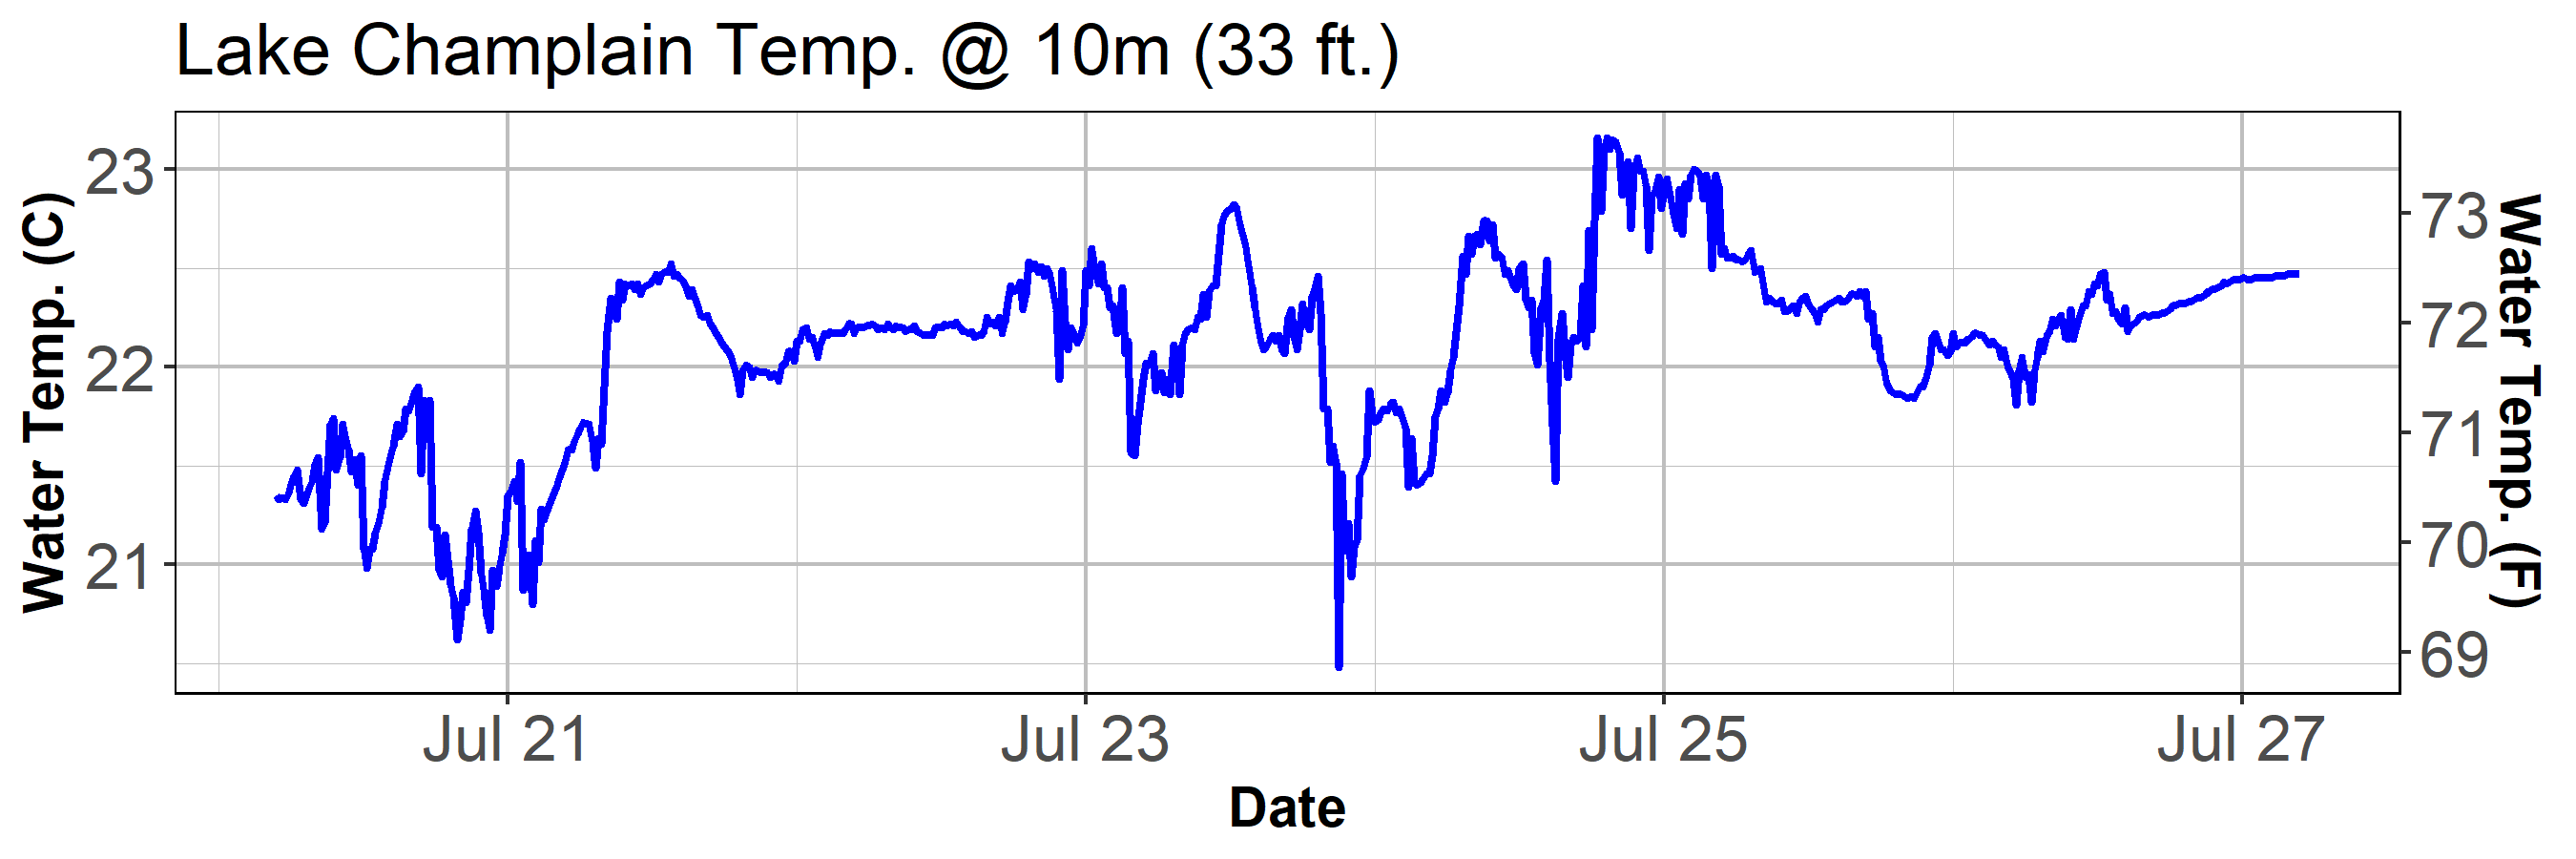 Lake Champlain Temp. @ 10m (33 ft.)
Water Temp. (C)
23
22
21
73
72
71
70
69
Water Temp. (F)
Jul 21
Jul 23
Jul 25
Jul 27
Date